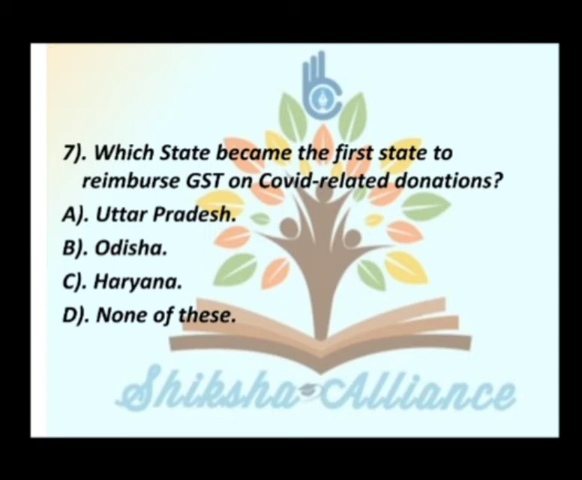 7). Which State became the first state to
reimburse GST on Covid-related donations?
A). Uttar Pradesh.
B). Odisha.
C). Haryana.
D). None of these.
Shiksha Alliance